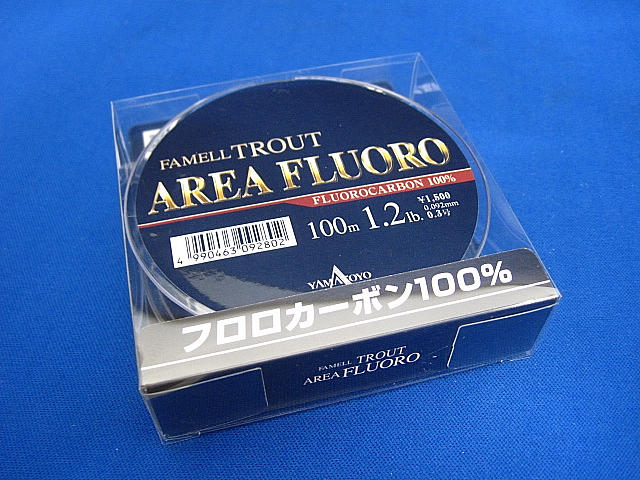 FAMELL TROUT
AREA FLUORO
FLUOROCARBON 100%
¥1,500
0.092mm
100m 1.2lb. 0.3号
4 990463 092802
YAMATOYO
フロロカーボン100%
FAMELL TROUT
AREA FLUORO